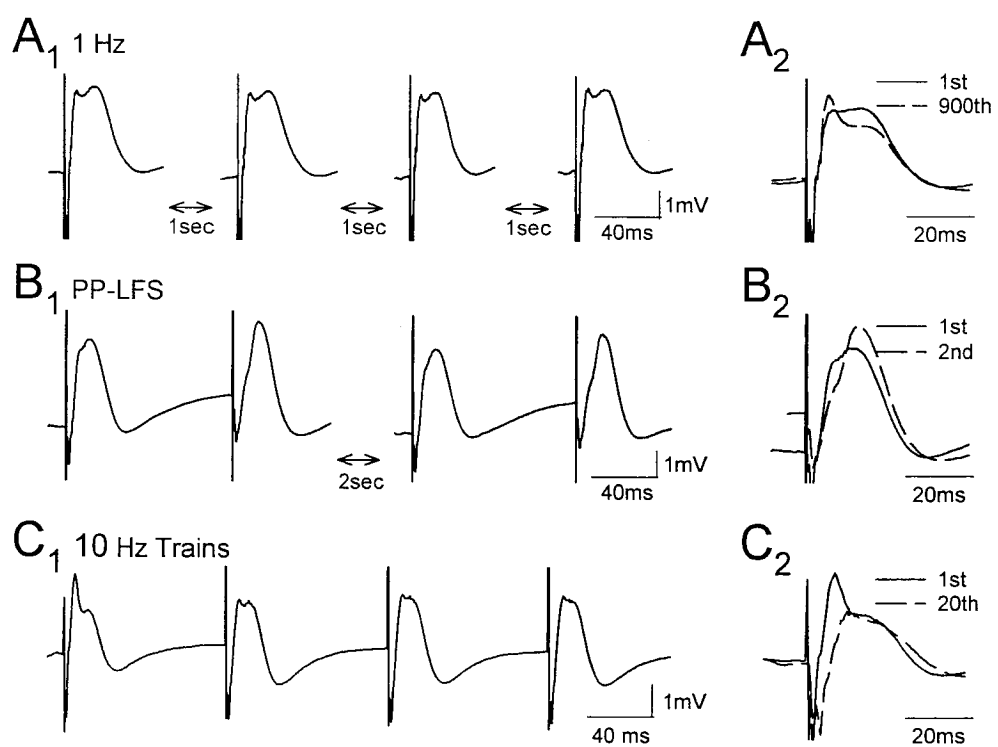 A1 1 Hz
1sec 1sec 1sec
1mV
40ms
A2
1st
900th
20ms
B1 PP-LFS
2sec
1mV
40ms
B2
1st
2nd
20ms
C1 10 Hz Trains
1mV
40 ms
C2
1st
20th
20ms